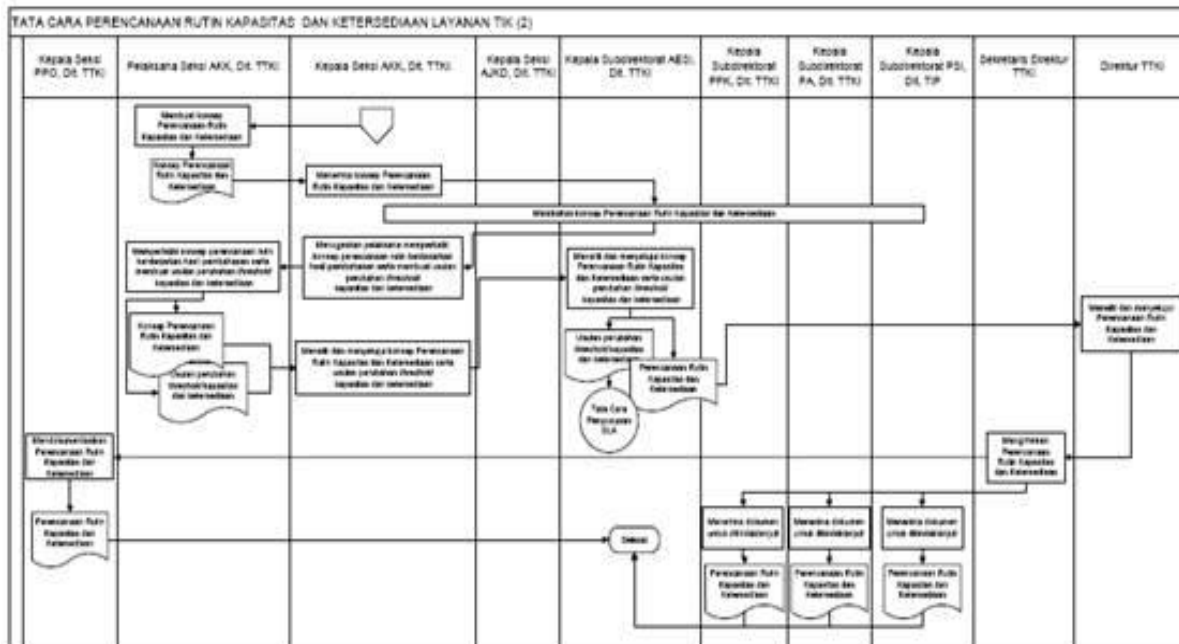 TATA CARA PERENCANAAN RUTIN KAPASITAS DAN KETERSEDIAAN LAYANAN TIK (2)
Kepala Seksi
PPD, Dit. TTKI
Pelaksana Seksi AKK, Dit. TTKI
Kepala Seksi AKK, Dit. TTKI
Kepala Seksi
AJKD, Dit. TTKI
Kepala Subdirektorat AESI,
Dit. TTKI
Kepala
Subdirektorat
PPK, Dit. TTKI
Kepala
Subdirektorat
PA, Dit. TTKI
Kepala
Subdirektorat PSI,
Dit. TIP
Sekretaris Direktur
TTKI
Direktur TTKI
Membuat konsep
Perencanaan Rutin
Kapasitas dan Ketersediaan
Konsep Perencanaan
Rutin Kapasitas dan
Ketersediaan
Menerima konsep Perencanaan
Rutin Kapasitas dan Ketersediaan
Membahas konsep Perencanaan Rutin Kapasitas dan Ketersediaan
Menugaskan pelaksana memperbaiki
konsep perencanaan rutin berdasarkan
hasil pembahasan serta membuat usulan
perubahan threshold
kapasitas dan ketersediaan
Memperbaiki konsep perencanaan rutin
berdasarkan hasil pembahasan serta
membuat usulan perubahan threshold
kapasitas dan ketersediaan
Konsep Perencanaan
Rutin Kapasitas dan
Ketersediaan
Usulan perubahan
threshold kapasitas
dan ketersediaan
Meneliti dan menyetujui konsep Perencanaan
Rutin Kapasitas dan Ketersediaan serta
usulan perubahan threshold
kapasitas dan ketersediaan
Meneliti dan menyetujui konsep
Perencanaan Rutin Kapasitas
dan Ketersediaan serta usulan
perubahan threshold
kapasitas dan ketersediaan
Usulan perubahan
threshold kapasitas
dan ketersediaan
Perencanaan Rutin
Kapasitas dan
Ketersediaan
Tata Cara
Penyusunan
SLA
Meneliti dan menyetujui
Perencanaan Rutin
Kapasitas dan
Ketersediaan
Mengirimkan
Perencanaan
Rutin Kapasitas
dan Ketersediaan
Mendokumentasikan
Perencanaan Rutin
Kapasitas dan
Ketersediaan
Perencanaan Rutin
Kapasitas dan
Ketersediaan
Selesai
Menerima dokumen
untuk ditindaklanjuti
Menerima dokumen
untuk ditindaklanjuti
Menerima dokumen
untuk ditindaklanjuti
Perencanaan Rutin
Kapasitas dan
Ketersediaan
Perencanaan Rutin
Kapasitas dan
Ketersediaan
Perencanaan Rutin
Kapasitas dan
Ketersediaan